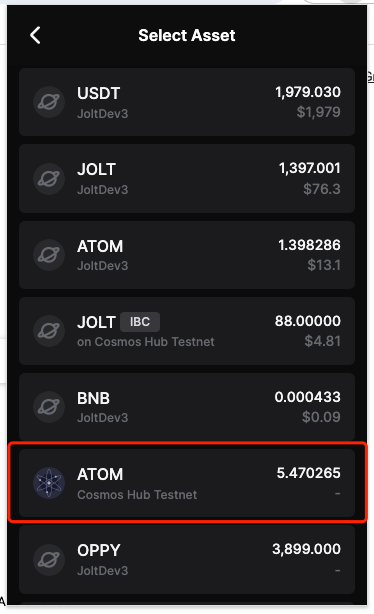 Select Asset
USDT 1,979.030
JoltDev3 $1,979
JOLT 1,397.001
JoltDev3 $76.3
ATOM 1.398286
JoltDev3 $13.1
JOLT IBC 88.00000
on Cosmos Hub Testnet $4.81
BNB 0.000433
JoltDev3 $0.09
ATOM 5.470265
Cosmos Hub Testnet -
OPPY 3,899.000
JoltDev3 -